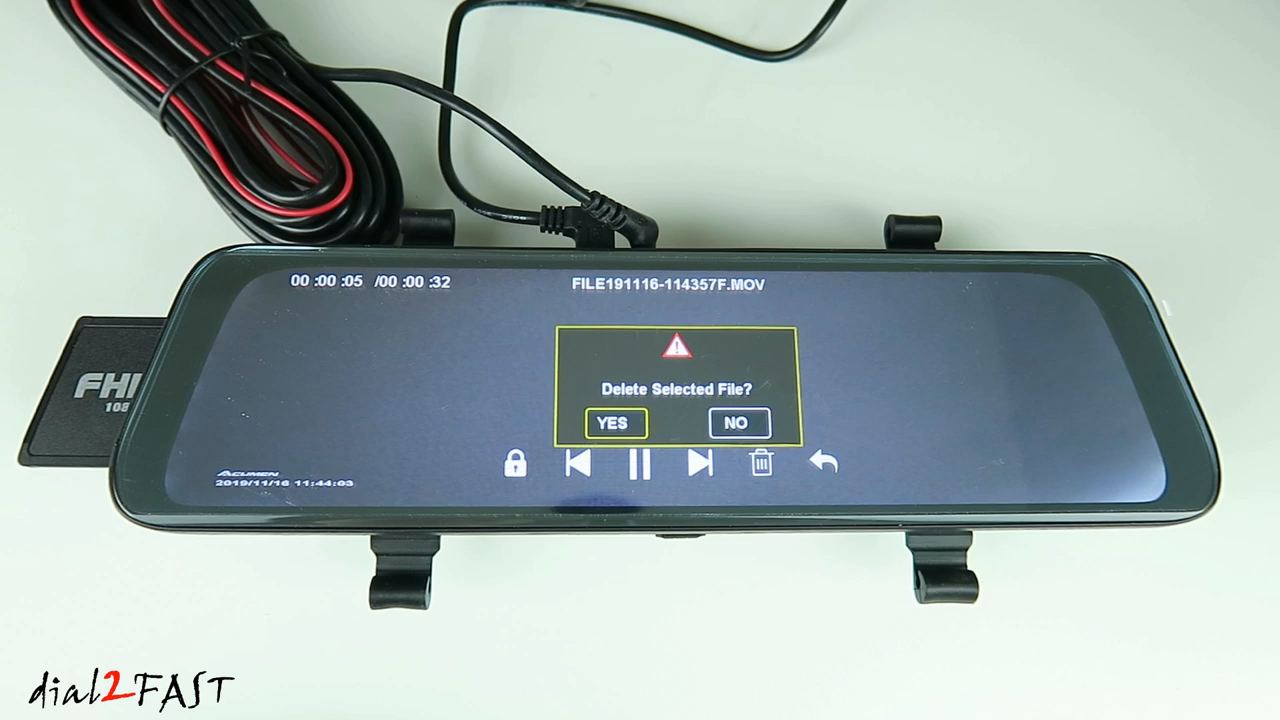 00 :00 :05 /00 :00 :32
FILE191116-114357F.MOV
Delete Selected File?
YES
NO
108
ACUMEN
2019/11/16 11:44:03
dial2FAST